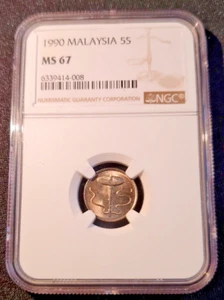 1990 MALAYSIA 5S
MS 67
6339414-008
NUMISMATIC GUARANTY CORPORATION
NGC